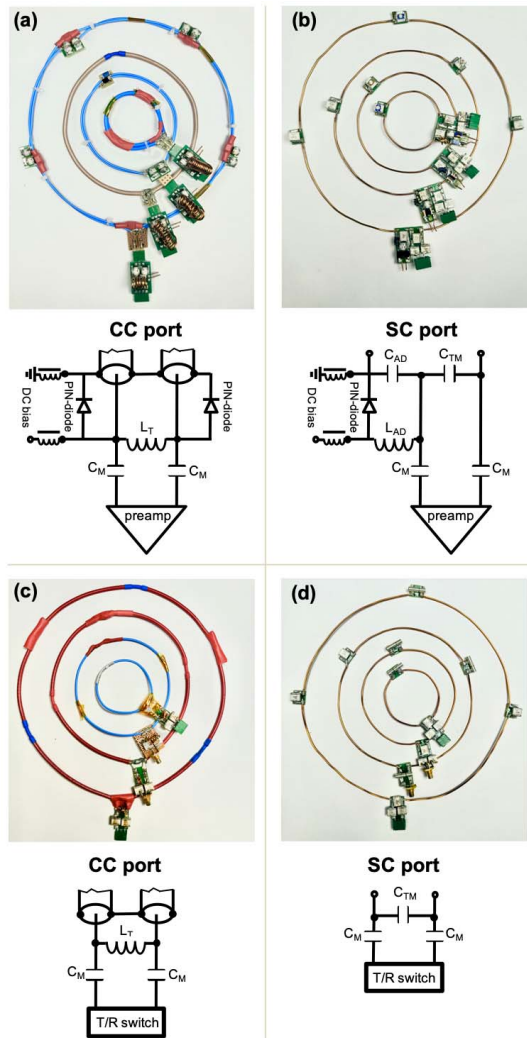 (a)
(b)
CC port
DC bias
PIN-diode
L_T
PIN-diode
C_M
C_M
preamp
SC port
C_AD
C_TM
DC bias
PIN-diode
L_AD
C_M
C_M
preamp
(c)
(d)
CC port
L_T
C_M
C_M
T/R switch
SC port
C_TM
C_M
C_M
T/R switch